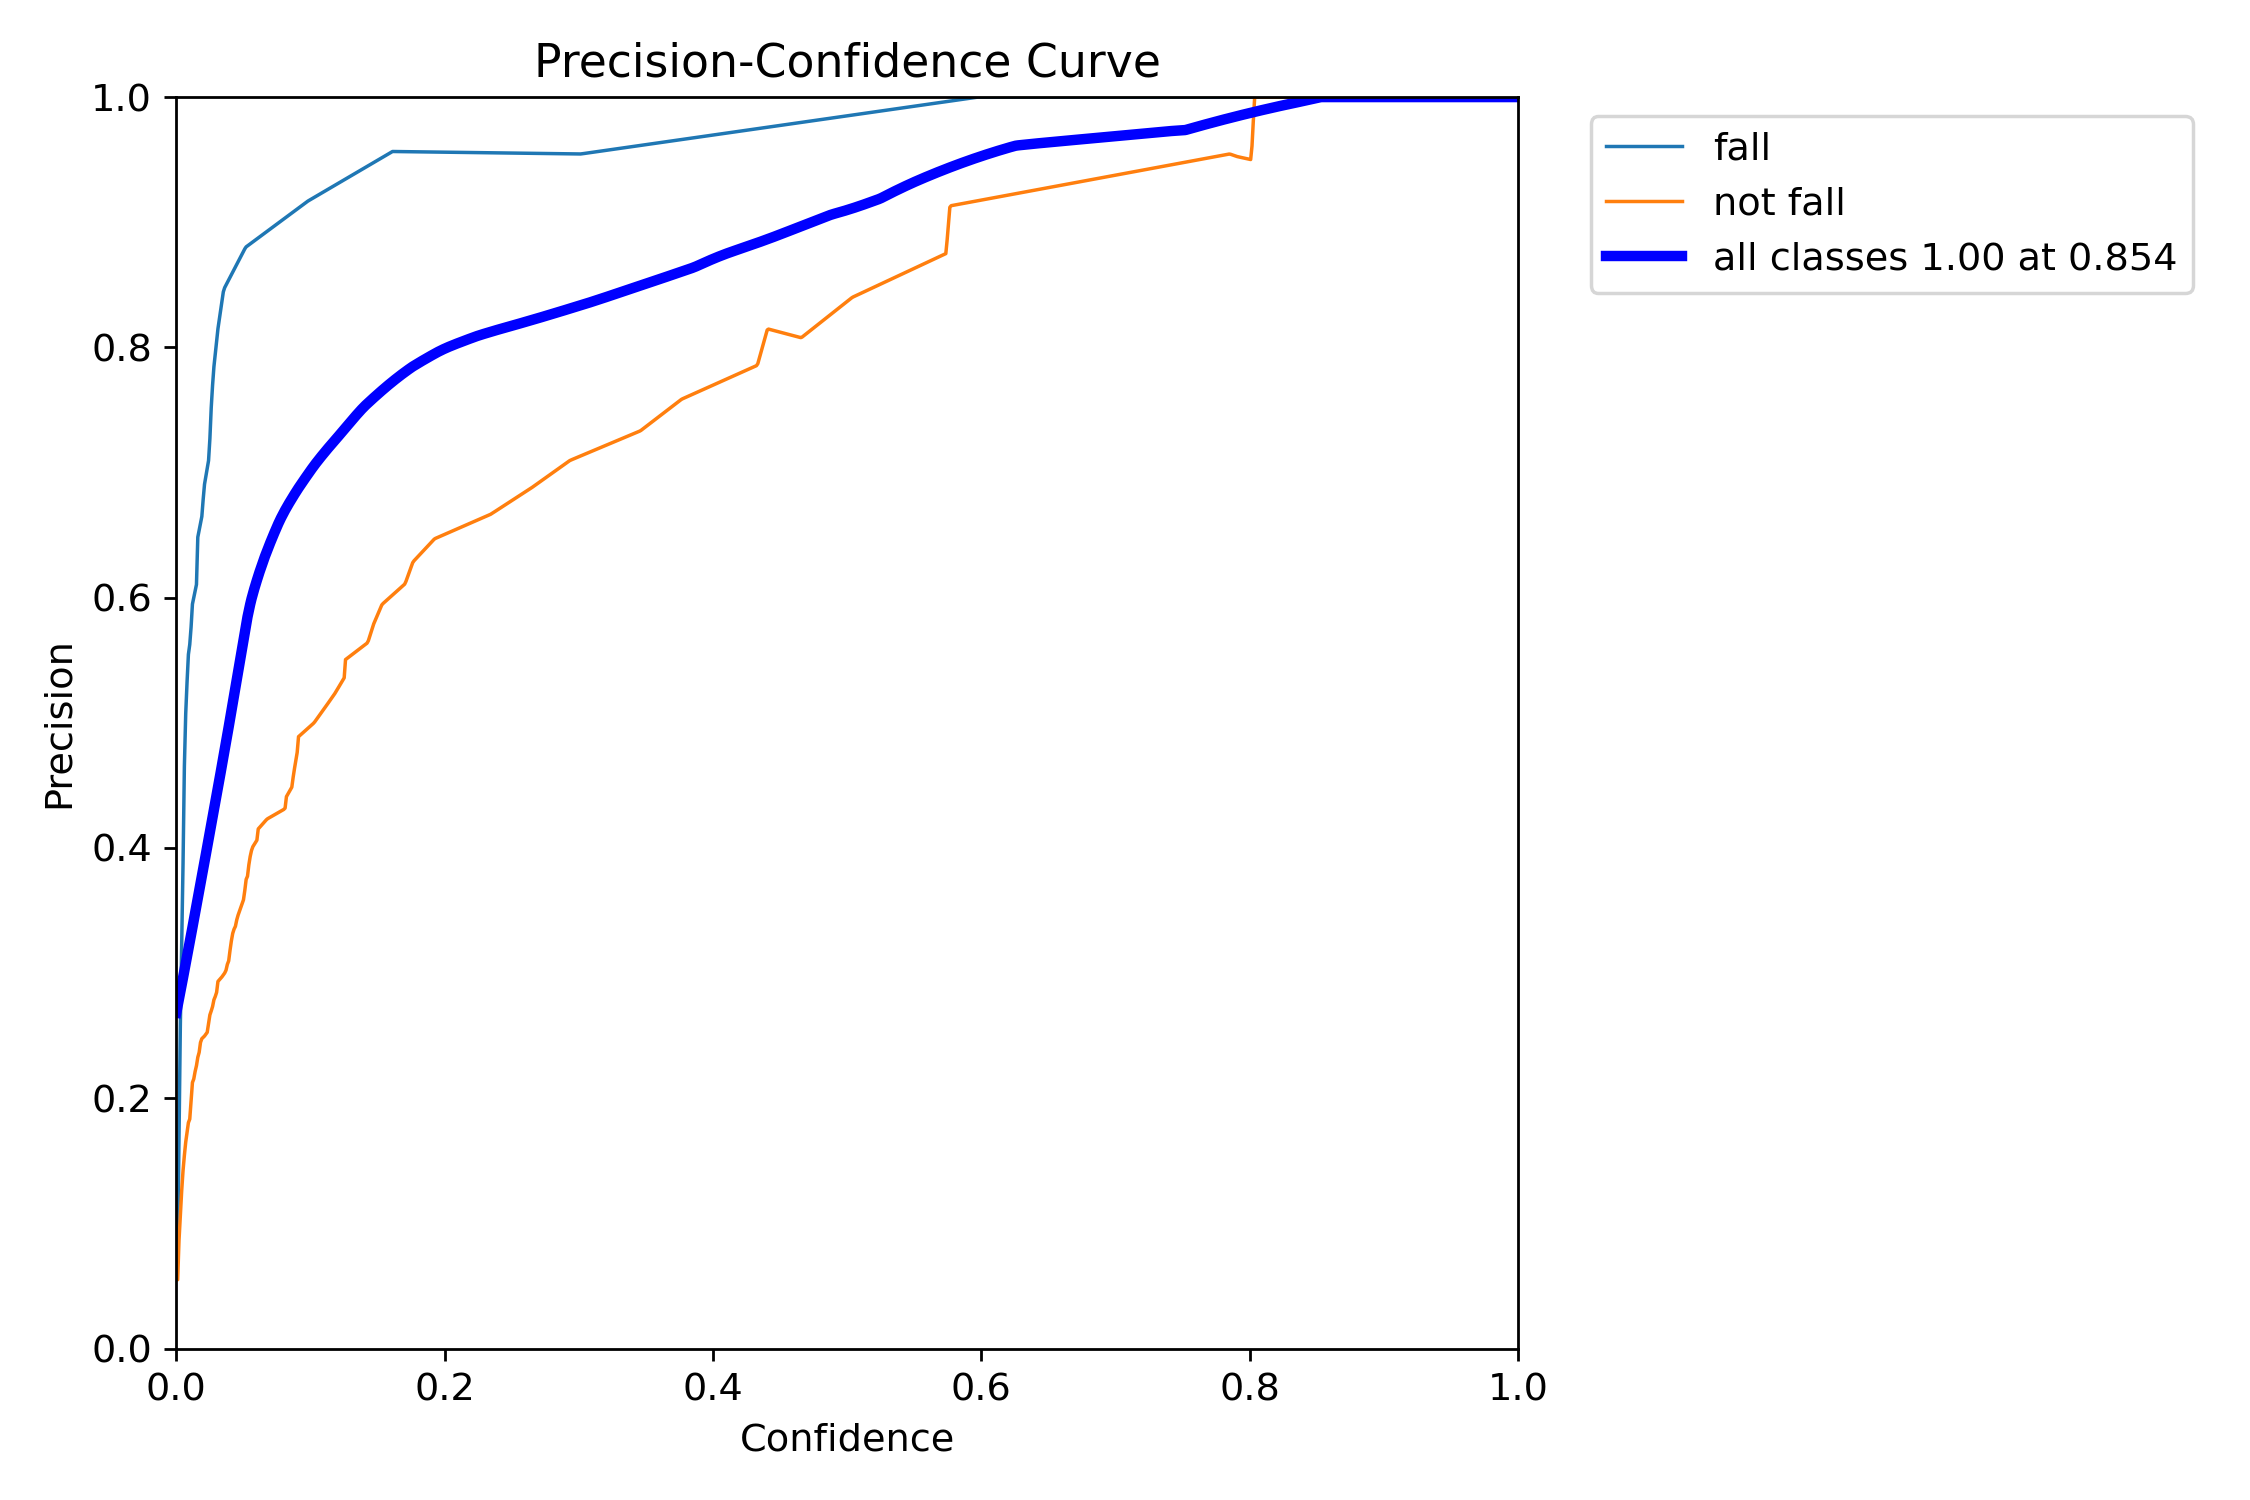 Precision-Confidence Curve
1.0
0.8
0.6
0.4
0.2
0.0
Precision
0.0 0.2 0.4 0.6 0.8 1.0
Confidence
fall
not fall
all classes 1.00 at 0.854